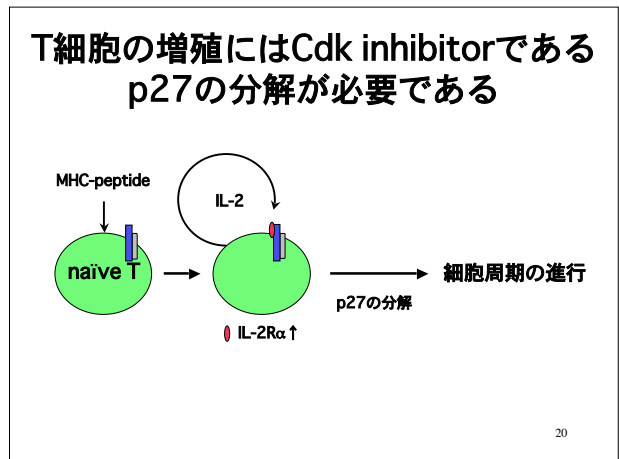 T細胞の増殖にはCdk inhibitorである
p27の分解が必要である
MHC-peptide
IL-2
naïve T
細胞周期の進行
p27の分解
IL-2Rα↑
20